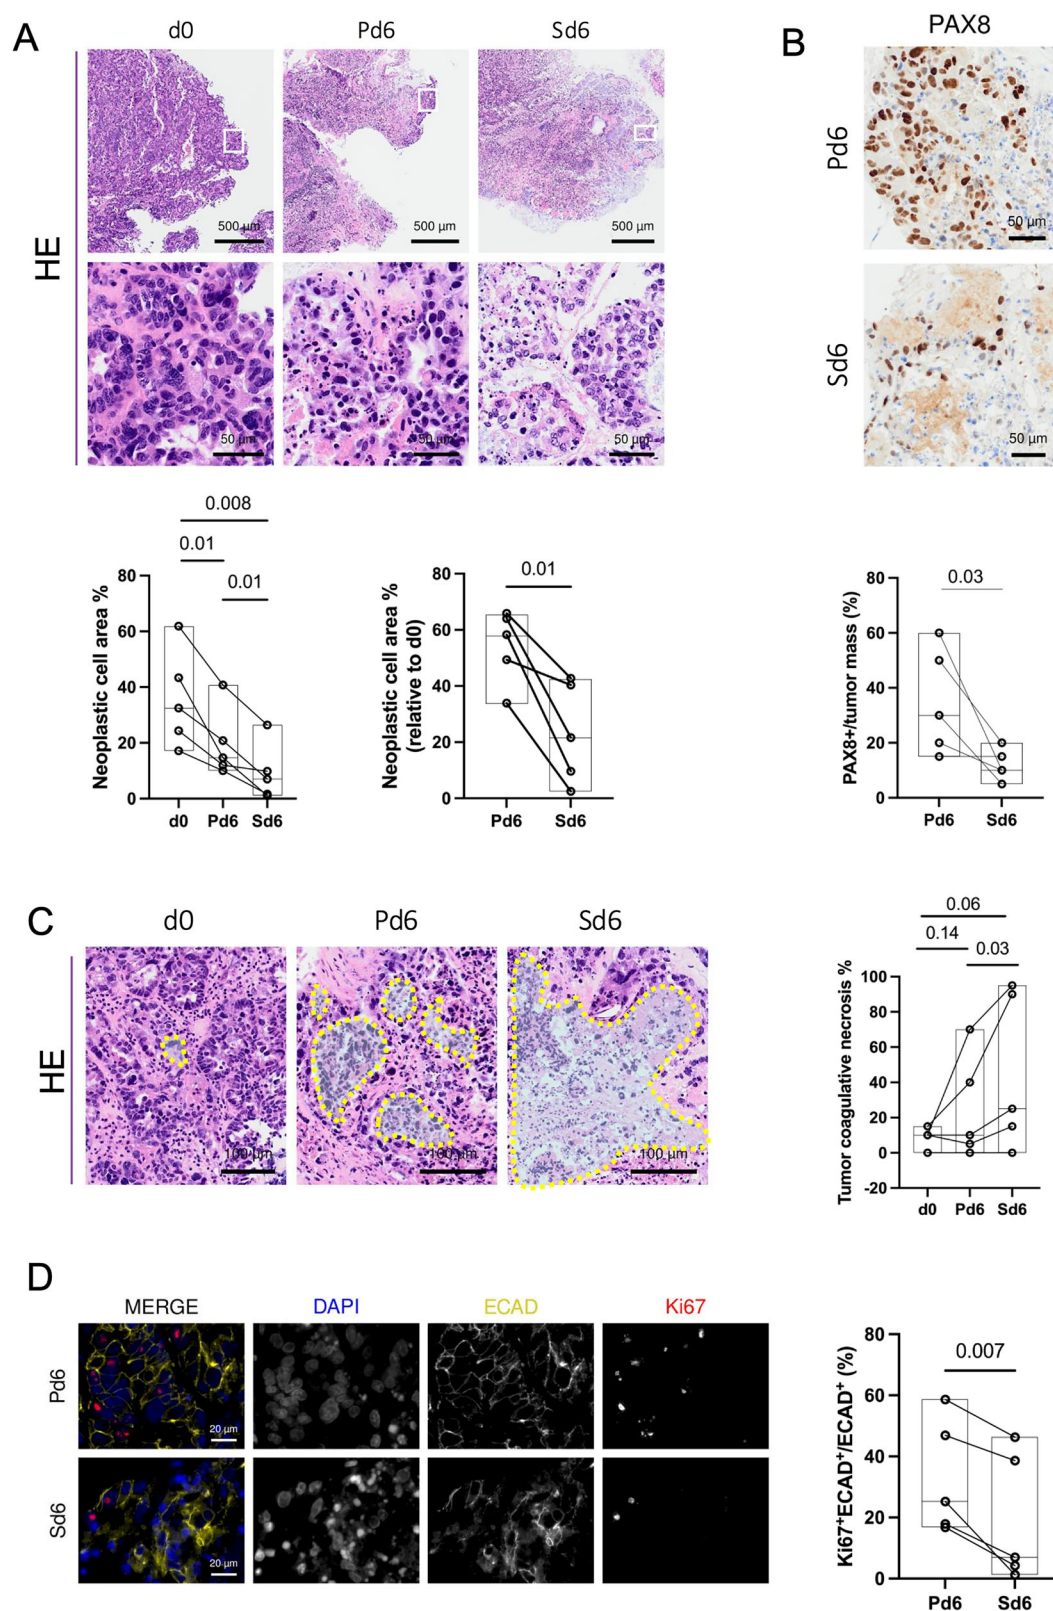 A
d0
Pd6
Sd6
HE
500 µm
500 µm
500 µm
50 µm
50 µm
50 µm
B
PAX8
Pd6
50 µm
Sd6
50 µm
0.008
0.01
0.01
Neoplastic cell area %
80
60
40
20
0
d0
Pd6
Sd6
0.01
Neoplastic cell area %
(relative to d0)
80
60
40
20
0
Pd6
Sd6
0.03
PAX8+/tumor mass (%)
80
60
40
20
0
Pd6
Sd6
C
d0
Pd6
Sd6
HE
100 µm
100 µm
100 µm
0.06
0.14
0.03
Tumor coagulative necrosis %
100
80
60
40
20
0
-20
d0
Pd6
Sd6
D
MERGE
DAPI
ECAD
Ki67
Pd6
20 µm
Sd6
20 µm
0.007
Ki67⁺ECAD⁺/ECAD⁺ (%)
80
60
40
20
0
Pd6
Sd6